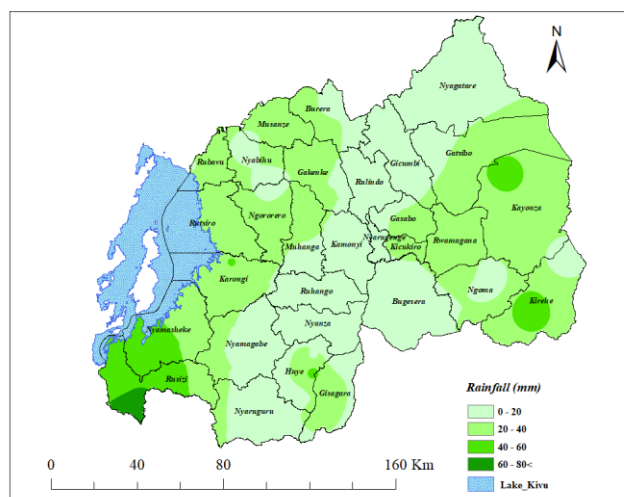 N
Nyagatare
Burera
Musanze
Rubavu
Nyabihu
Gakenke
Gicumbi
Gatsibo
Rulindo
Kayonza
Rutsiro
Ngororero
Gasabo
Muhanga
Kamonyi
Nyarugenge
Kicukiro
Rwamagana
Karongi
Ruhango
Bugesera
Ngoma
Kirehe
Nyamasheke
Nyamagabe
Nyanza
Rusizi
Huye
Gisagara
Nyaruguru
Rainfall (mm)
0 - 20
20 - 40
40 - 60
60 - 80<
Lake_Kivu
0 40 80 160 Km